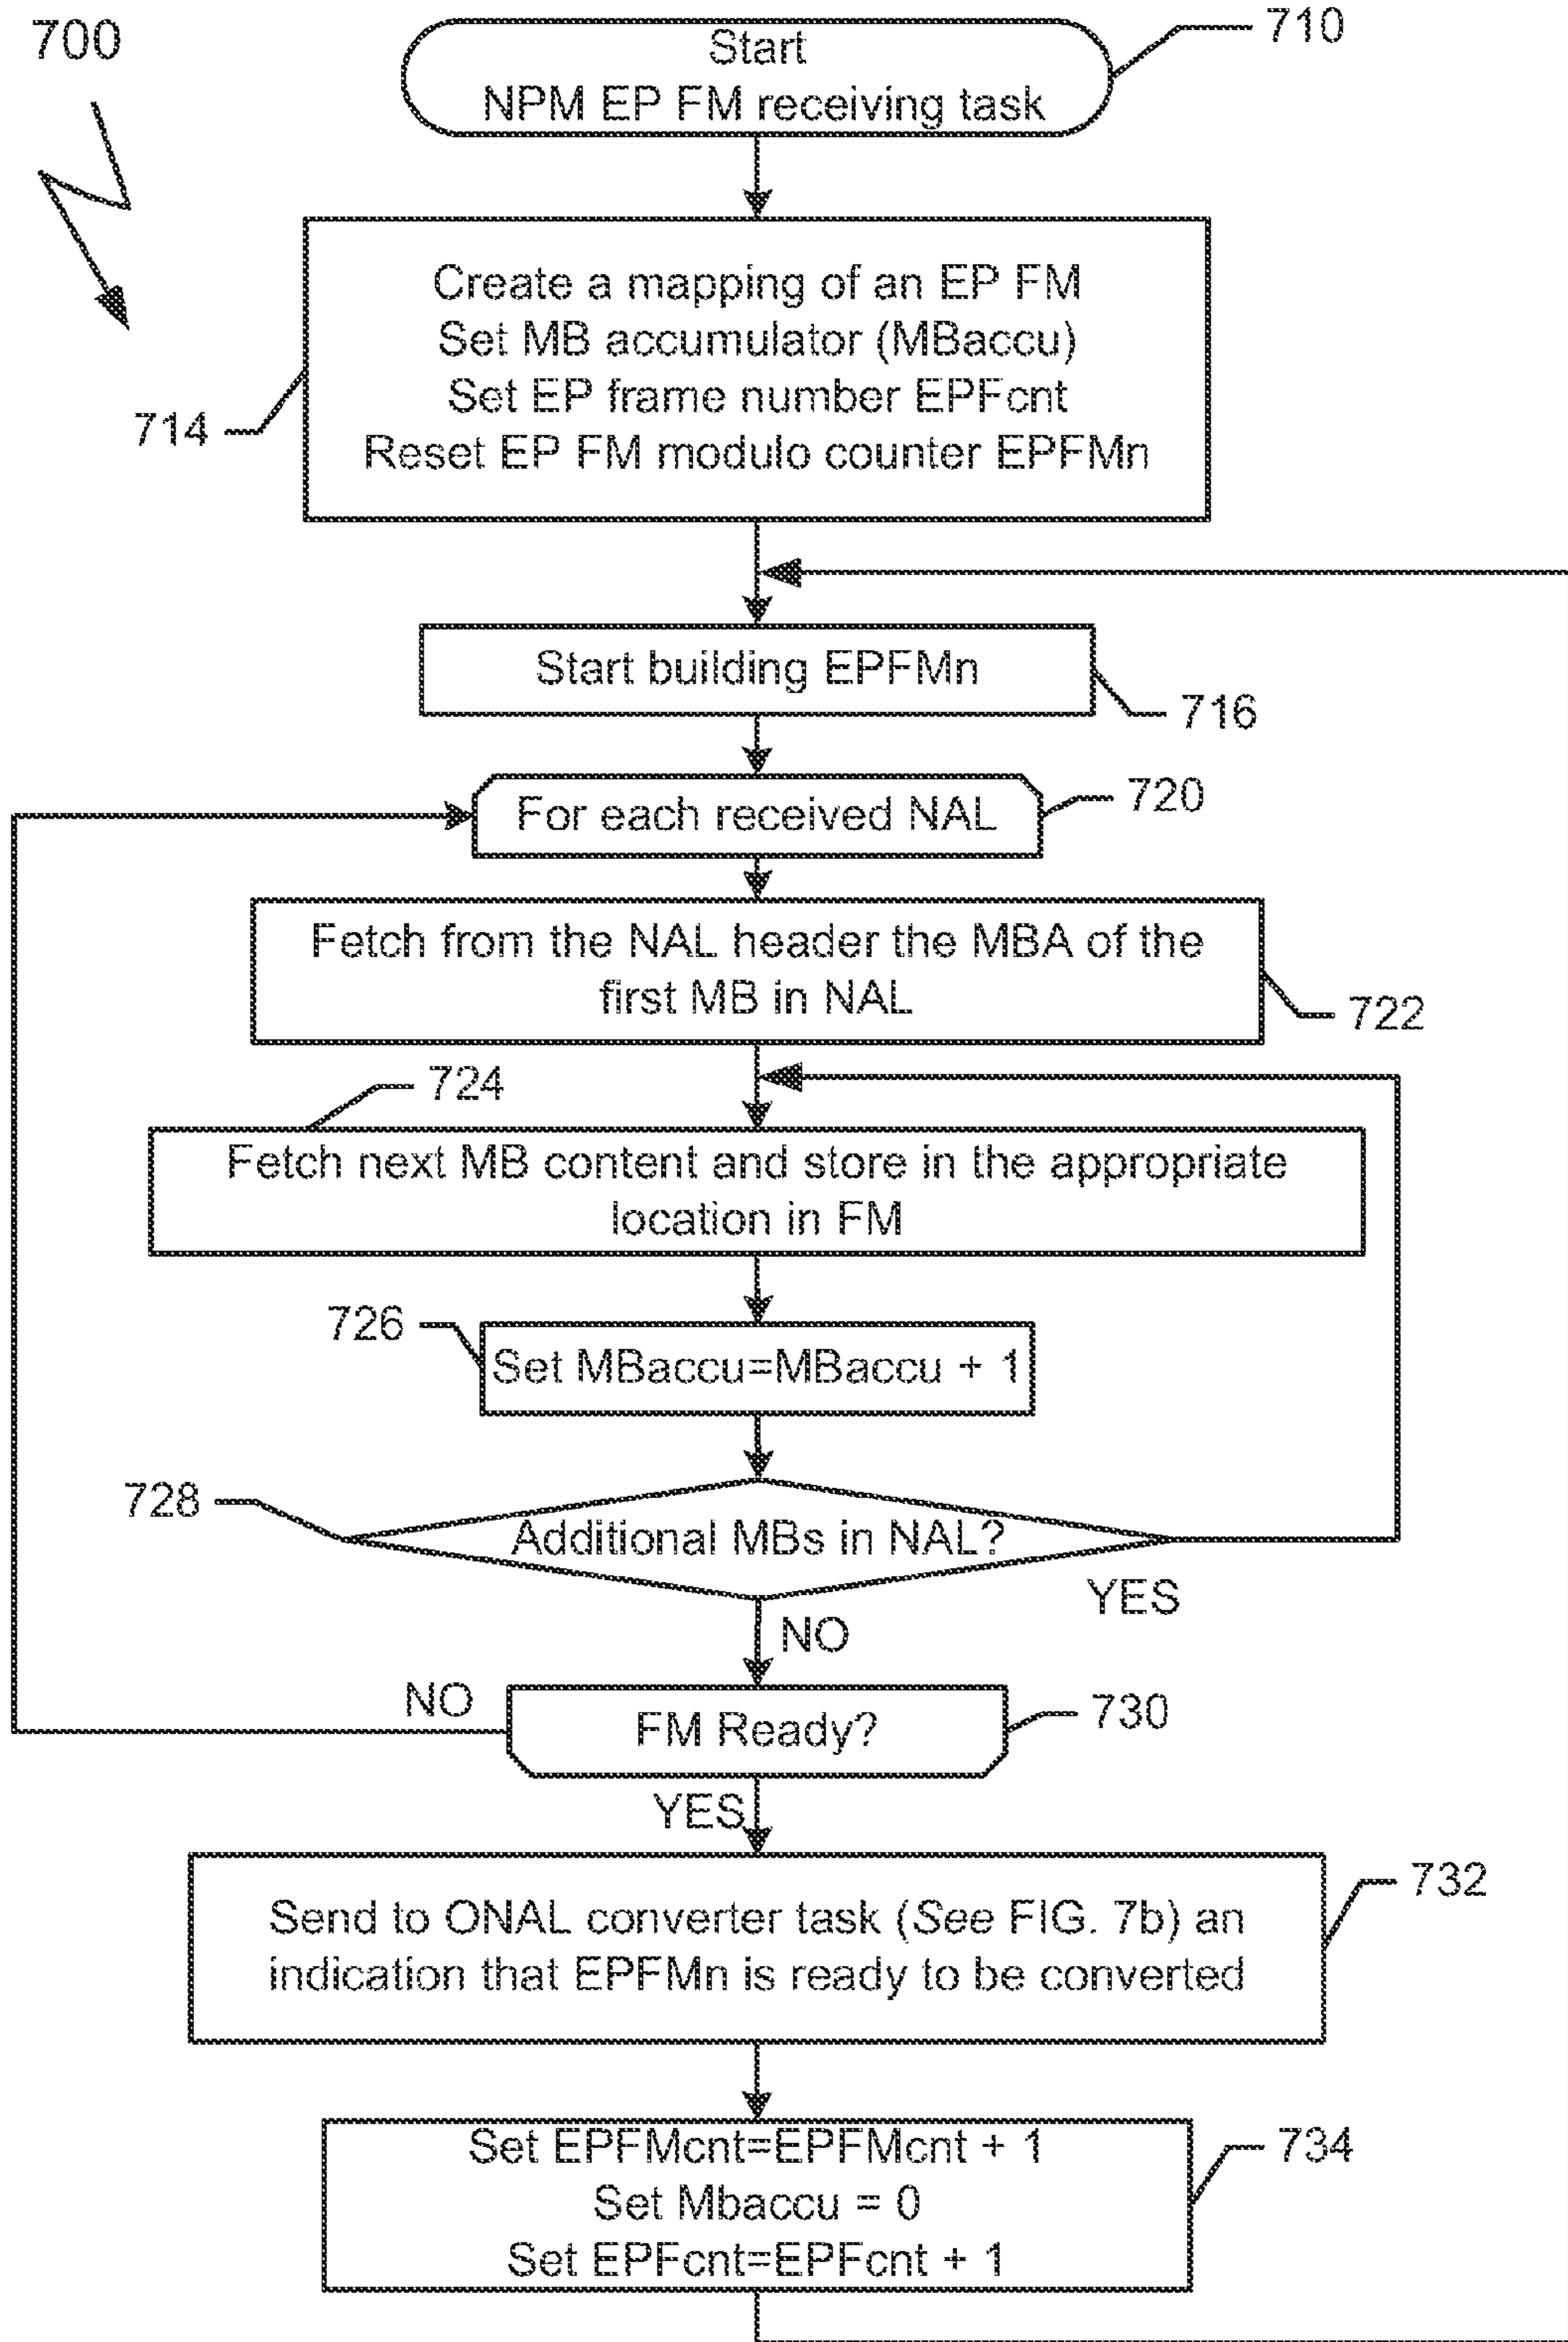 700
Start
710
NPM EP FM receiving task
Create a mapping of an EP FM
Set MB accumulator (MBaccu)
Set EP frame number EPFcnt
714
Reset EP FM modulo counter EPFMn
Start building EPFMn
716
For each received NAL
720
Fetch from the NAL header the MBA of the
first MB in NAL
722
724
Fetch next MB content and store in the appropriate
location in FM
726
Set MBaccu=MBaccu + 1
728
Additional MBs in NAL?
YES
NO
NO
FM Ready?
730
YES
732
Send to ONAL converter task (See FIG. 7b) an
indication that EPFMn is ready to be converted
Set EPFMcnt=EPFMcnt + 1
734
Set Mbaccu = 0
Set EPFcnt=EPFcnt + 1